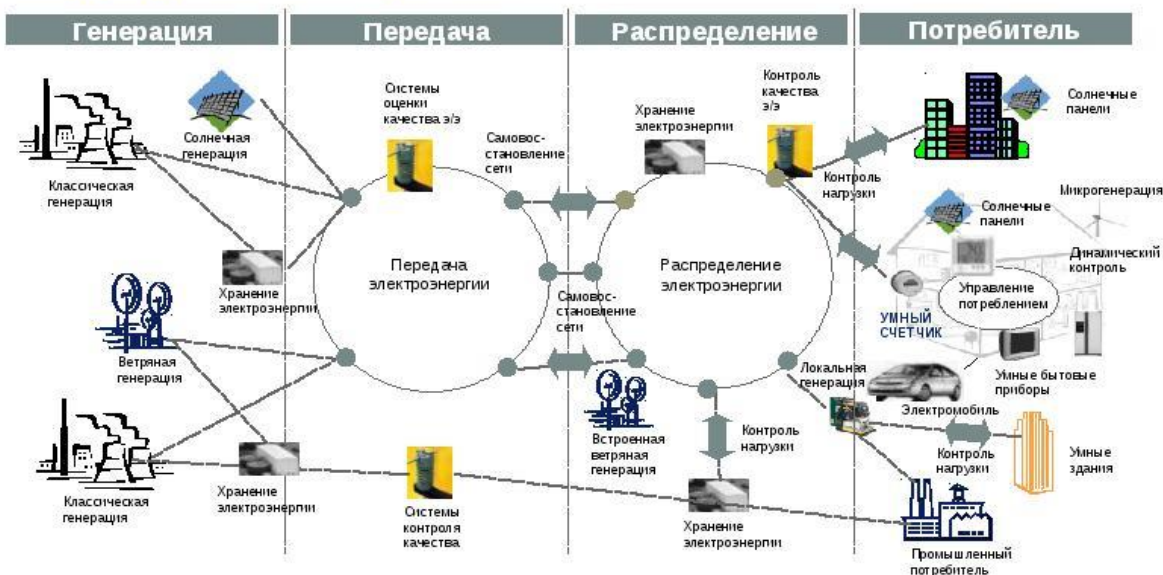 Генерация
Передача
Распределение
Потребитель
Солнечная
генерация
Классическая
генерация
Хранение
электроэнергии
Ветряная
генерация
Классическая
генерация
Хранение
электроэнергии
Системы
оценки
качества э/э
Самовос-
становление
сети
Передача
электроэнергии
Самовос-
становление
сети
Системы
контроля
качества
Хранение
электроэнергии
Контроль
качества
э/э
Контроль
нагрузки
Распределение
электроэнергии
Встроенная
ветряная
генерация
Контроль
нагрузки
Хранение
электроэнергии
Локальная
генерация
Солнечные
панели
Микрогенерация
Солнечные
панели
Динамический
контроль
Управление
потреблением
УМНЫЙ
СЧЕТЧИК
Умные бытовые
приборы
Электромобиль
Контроль
нагрузки
Умные
здания
Промышленный
потребитель